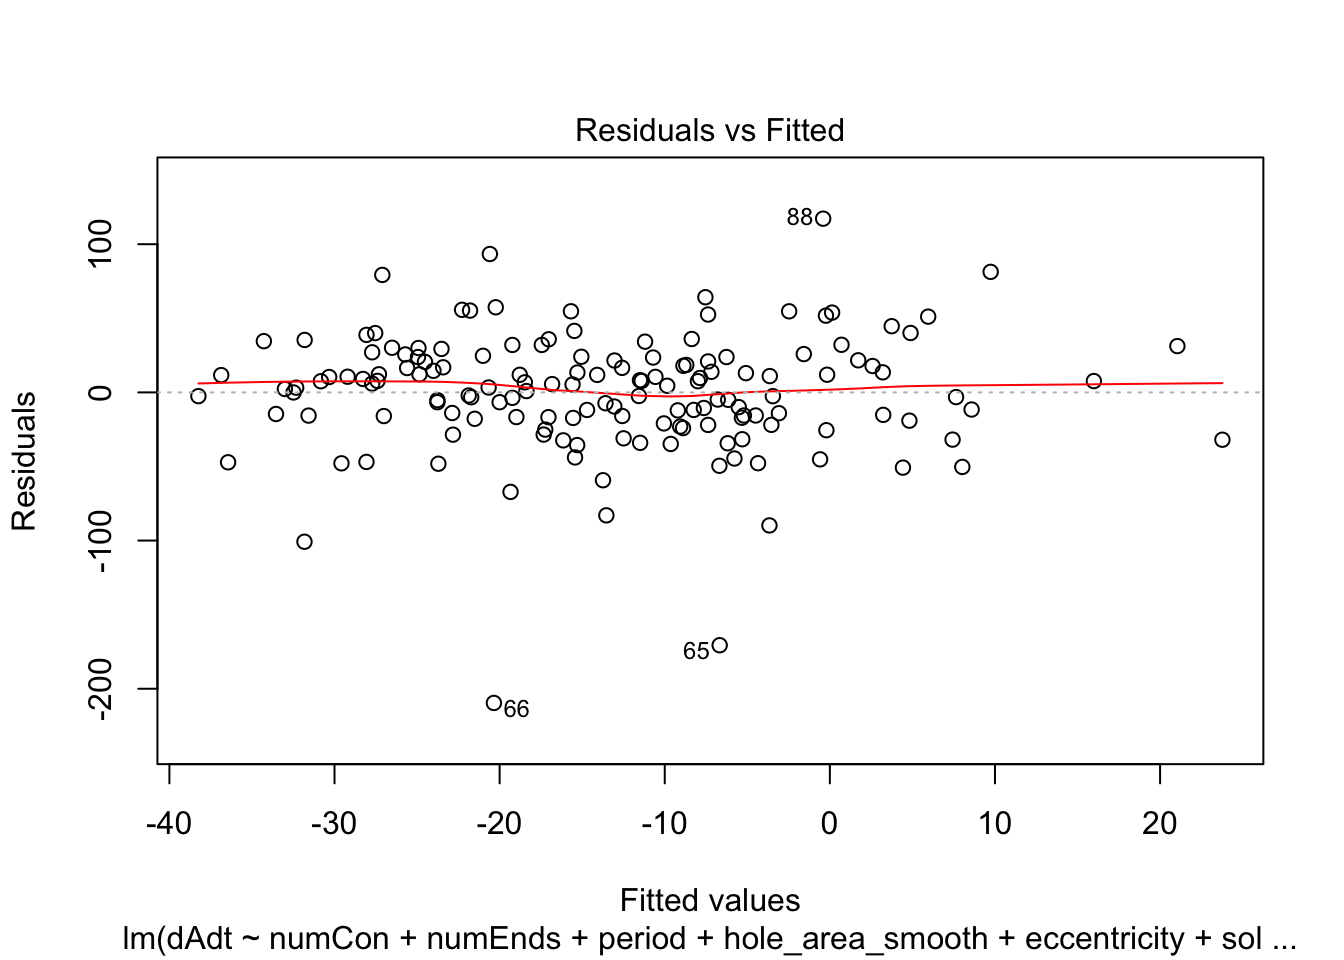 Residuals vs Fitted
Residuals
100
0
-100
-200
88
65
66
-40 -30 -20 -10 0 10 20
Fitted values
lm(dAdt ~ numCon + numEnds + period + hole_area_smooth + eccentricity + sol ...